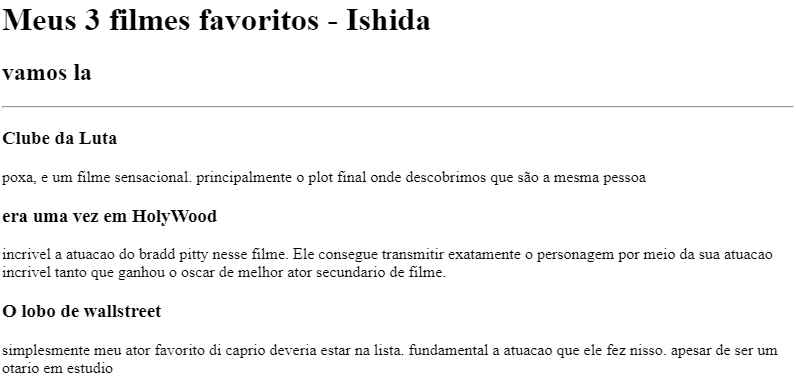 Meus 3 filmes favoritos - Ishida
vamos la
Clube da Luta
poxa, e um filme sensacional. principalmente o plot final onde descobrimos que são a mesma pessoa
era uma vez em HolyWood
incrivel a atuacao do bradd pitty nesse filme. Ele consegue transmitir exatamente o personagem por meio da sua atuacao
incrivel tanto que ganhou o oscar de melhor ator secundario de filme.
O lobo de wallstreet
simplesmente meu ator favorito di caprio deveria estar na lista. fundamental a atuacao que ele fez nisso. apesar de ser um
otario em estudio